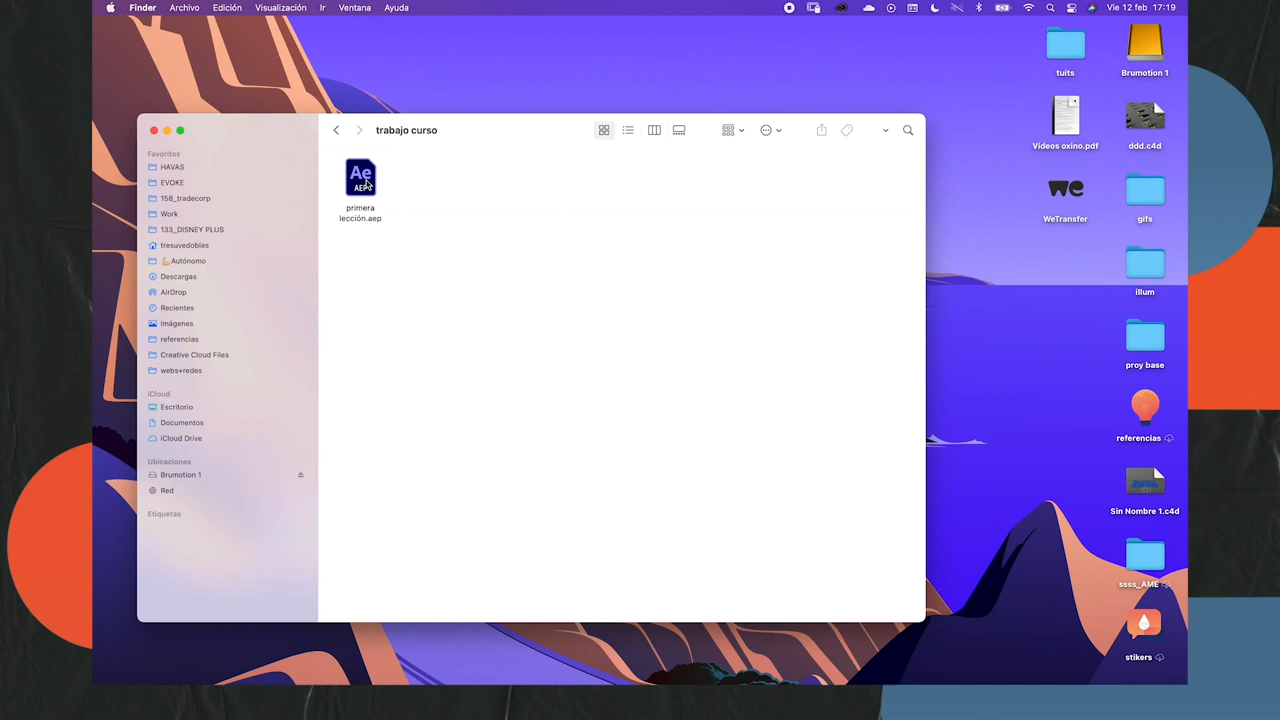 Finder Archivo Edición Visualización Ir Ventana Ayuda
Vie 12 feb 17:19
trabajo curso
Favoritos
HAVAS
EVOKE
158_tradecorp
Work
133_DISNEY PLUS
tresuvedobles
💪🏼Autónomo
Descargas
AirDrop
Recientes
Imágenes
referencias
Creative Cloud Files
webs+redes
iCloud
Escritorio
Documentos
iCloud Drive
Ubicaciones
Brumotion 1
Red
Etiquetas
Ae
AEP
primera
lección.aep
tuits
Brumotion 1
Videos oxino.pdf
ddd.c4d
we
WeTransfer
gifs
illum
proy base
referencias
Sin Nombre 1.c4d
ssss_AME
stikers